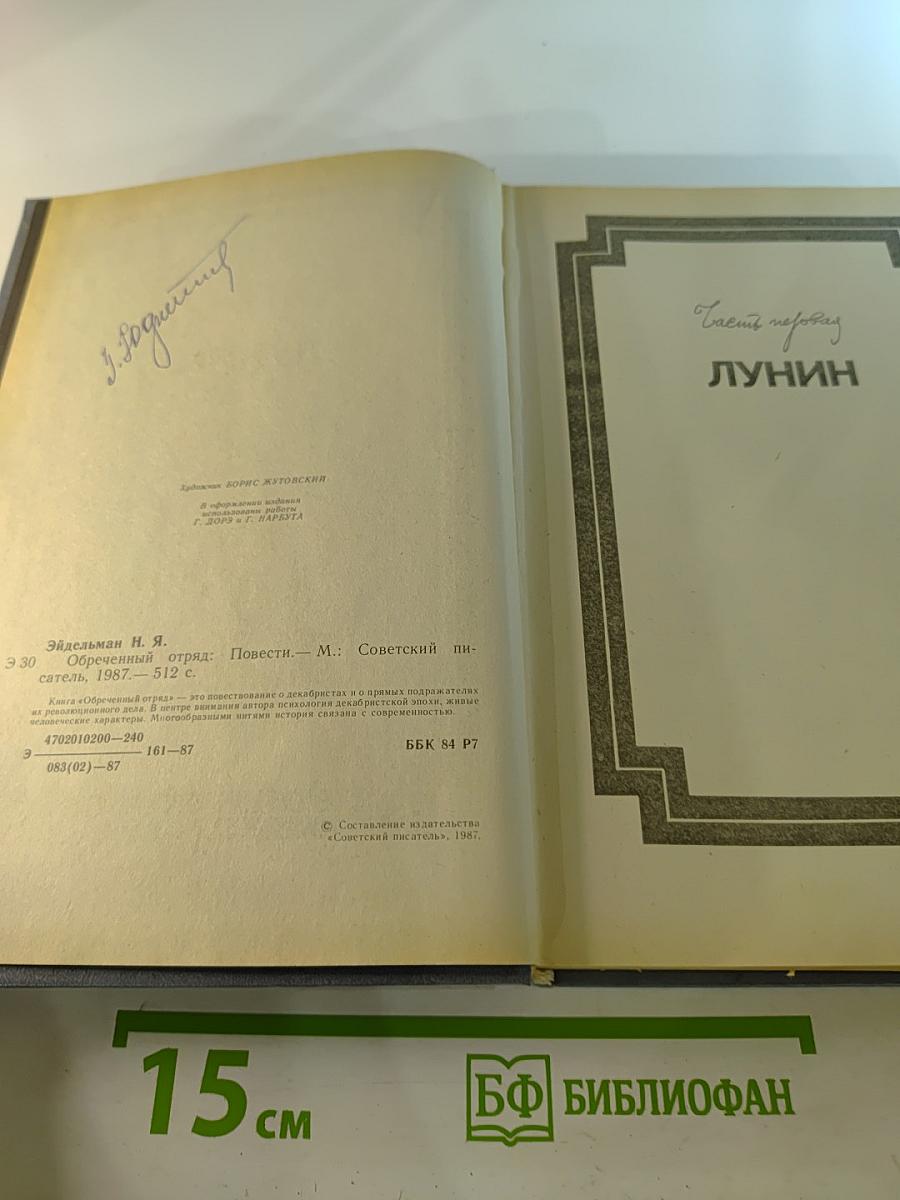 Художник БОРИС ЖУТОВСКИЙ
В оформлении издания
использованы работы
Г. ДОРЭ и Г. НАРБУТА
Эйдельман Н. Я.
Э 30 Обреченный отряд: Повести.— М.: Советский пи-
сатель, 1987.— 512 с.
Книга «Обреченный отряд» — это повествование о декабристах и о прямых подражателях
их революционного дела. В центре внимания автора психология декабристской эпохи, живые
человеческие характеры. Многообразными нитями история связана с современностью.
4702010200—240
Э 161—87
083(02)—87
ББК 84 Р7
© Составление издательства
«Советский писатель», 1987.
Часть первая
ЛУНИН
15 см
БФ БИБЛИОФАН